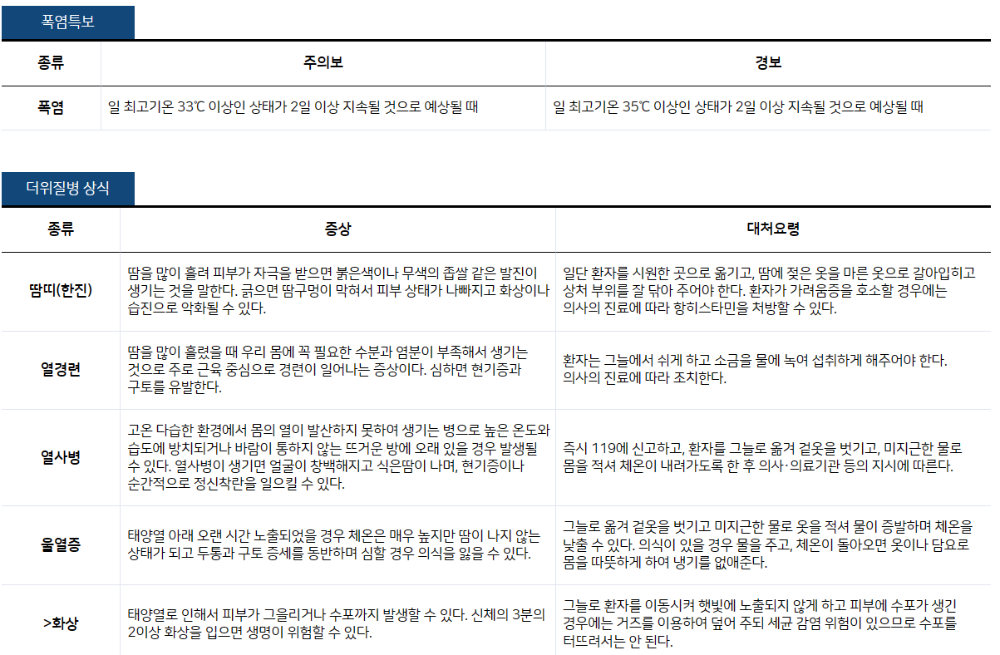 폭염특보
종류
주의보
경보
폭염
일 최고기온 33℃ 이상인 상태가 2일 이상 지속될 것으로 예상될 때
일 최고기온 35℃ 이상인 상태가 2일 이상 지속될 것으로 예상될 때
더위질병 상식
종류
증상
대처요령
땀띠(한진)
땀을 많이 흘려 피부가 자극을 받으면 붉은색이나 무색의 좁쌀 같은 발진이
생기는 것을 말한다. 긁으면 땀구멍이 막혀서 피부 상태가 나빠지고 화상이나
습진으로 악화될 수 있다.
일단 환자를 시원한 곳으로 옮기고, 땀에 젖은 옷을 마른 옷으로 갈아입히고
상처 부위를 잘 닦아 주어야 한다. 환자가 가려움증을 호소할 경우에는
의사의 진료에 따라 항히스타민을 처방할 수 있다.
열경련
땀을 많이 흘렸을 때 우리 몸에 꼭 필요한 수분과 염분이 부족해서 생기는
것으로 주로 근육 중심으로 경련이 일어나는 증상이다. 심하면 현기증과
구토를 유발한다.
환자는 그늘에서 쉬게 하고 소금을 물에 녹여 섭취하게 해주어야 한다.
의사의 진료에 따라 조치한다.
열사병
고온 다습한 환경에서 몸의 열이 발산하지 못하여 생기는 병으로 높은 온도와
습도에 방치되거나 바람이 통하지 않는 뜨거운 방에 오래 있을 경우 발생될
수 있다. 열사병이 생기면 얼굴이 창백해지고 식은땀이 나며, 현기증이나
순간적으로 정신착란을 일으킬 수 있다.
즉시 119에 신고하고, 환자를 그늘로 옮겨 겉옷을 벗기고, 미지근한 물로
몸을 적셔 체온이 내려가도록 한 후 의사·의료기관 등의 지시에 따른다.
울열증
태양열 아래 오랜 시간 노출되었을 경우 체온은 매우 높지만 땀이 나지 않는
상태가 되고 두통과 구토 증세를 동반하며 심할 경우 의식을 잃을 수 있다.
그늘로 옮겨 겉옷을 벗기고 미지근한 물로 옷을 적셔 물이 증발하며 체온을
낮출 수 있다. 의식이 있을 경우 물을 주고, 체온이 돌아오면 옷이나 담요로
몸을 따뜻하게 하여 냉기를 없애준다.
>화상
태양열로 인해서 피부가 그을리거나 수포까지 발생할 수 있다. 신체의 3분의
2이상 화상을 입으면 생명이 위험할 수 있다.
그늘로 환자를 이동시켜 햇빛에 노출되지 않게 하고 피부에 수포가 생긴
경우에는 거즈를 이용하여 덮어 주되 세균 감염 위험이 있으므로 수포를
터뜨려서는 안 된다.